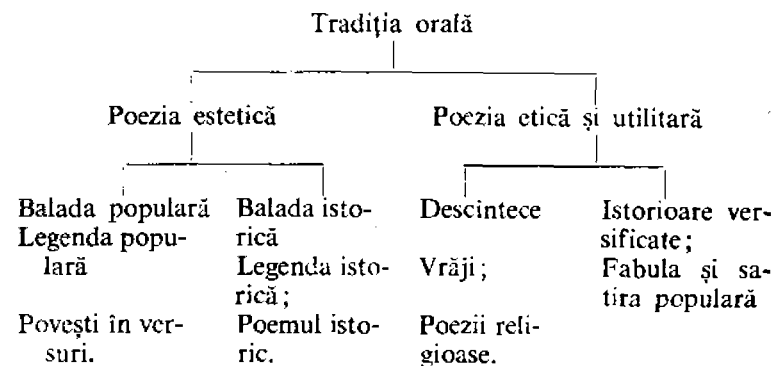 Tradiția orală
Poezia estetică
Poezia etică și utilitară
Balada populară
Legenda popu-
lară
Povești în ver-
suri.
Balada isto-
rică
Legenda isto-
rică;
Poemul isto-
ric.
Descintece
Vrăji;
Poezii reli-
gioase.
Istorioare ver-
sificate;
Fabula și sa-
tira populară